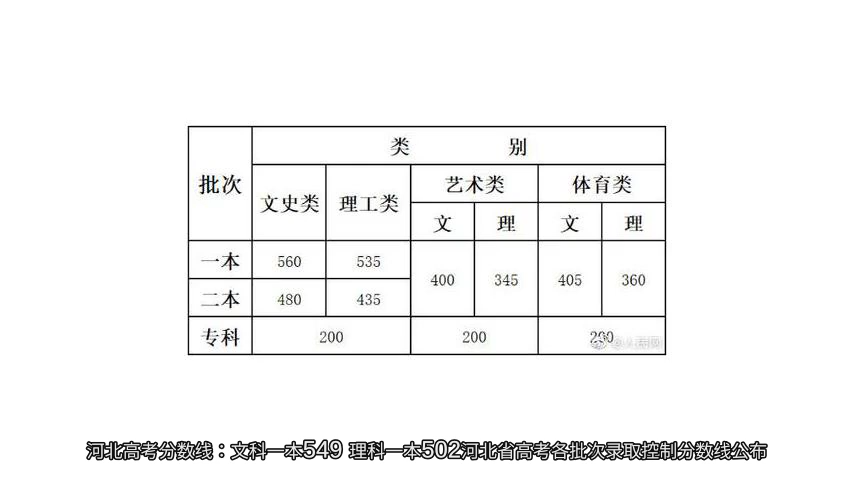 批次 类 别
文史类 理工类 艺术类 体育类
文 理 文 理
一本 560 535 400 345 405 360
二本 480 435
专科 200 200 200
@人民网
河北高考分数线：文科一本549 理科一本502河北省高考各批次录取控制分数线公布